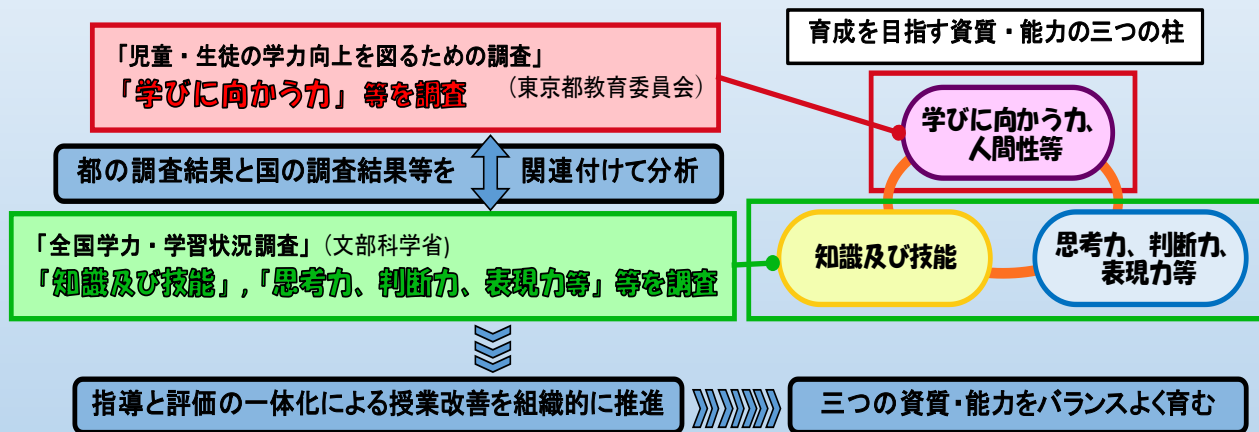 「児童・生徒の学力向上を図るための調査」
「学びに向かう力」等を調査 （東京都教育委員会）
都の調査結果と国の調査結果等を 関連付けて分析
「全国学力・学習状況調査」（文部科学省)
「知識及び技能」,「思考力、判断力、表現力等」等を調査
育成を目指す資質・能力の三つの柱
学びに向かう力、
人間性等
知識及び技能
思考力、判断力、
表現力等
指導と評価の一体化による授業改善を組織的に推進
三つの資質・能力をバランスよく育む